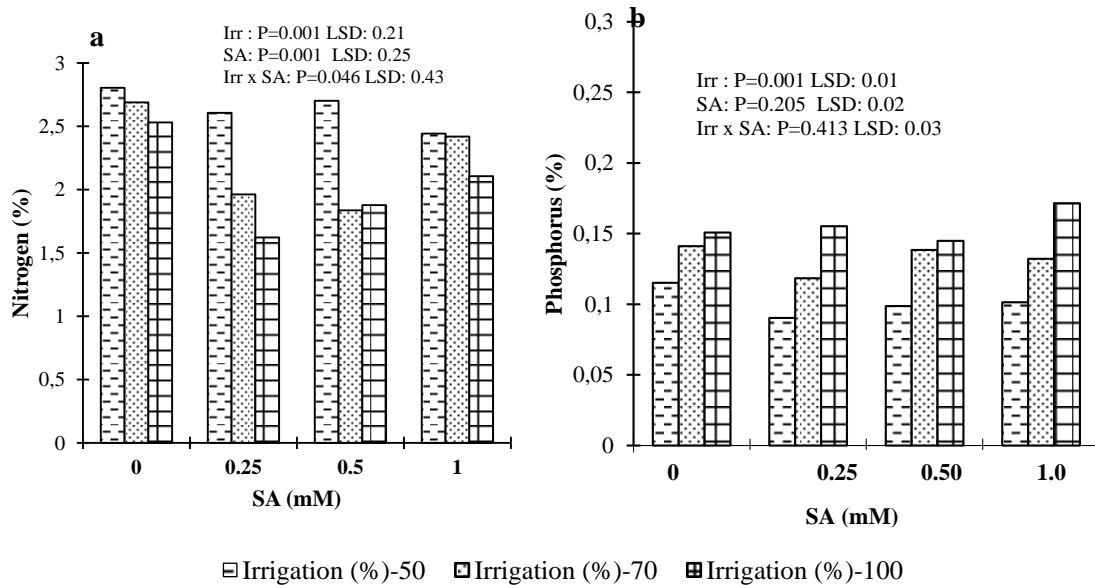 a
Irr : P=0.001 LSD: 0.21
SA: P=0.001 LSD: 0.25
Irr x SA: P=0.046 LSD: 0.43
3
2,5
2
1,5
1
0,5
0
Nitrogen (%)
0 0.25 0.5 1
SA (mM)
b
Irr : P=0.001 LSD: 0.01
SA: P=0.205 LSD: 0.02
Irr x SA: P=0.413 LSD: 0.03
0,3
0,25
0,2
0,15
0,1
0,05
0
Phosphorus (%)
0 0.25 0.50 1.0
SA (mM)
Irrigation (%)-50 Irrigation (%)-70 Irrigation (%)-100